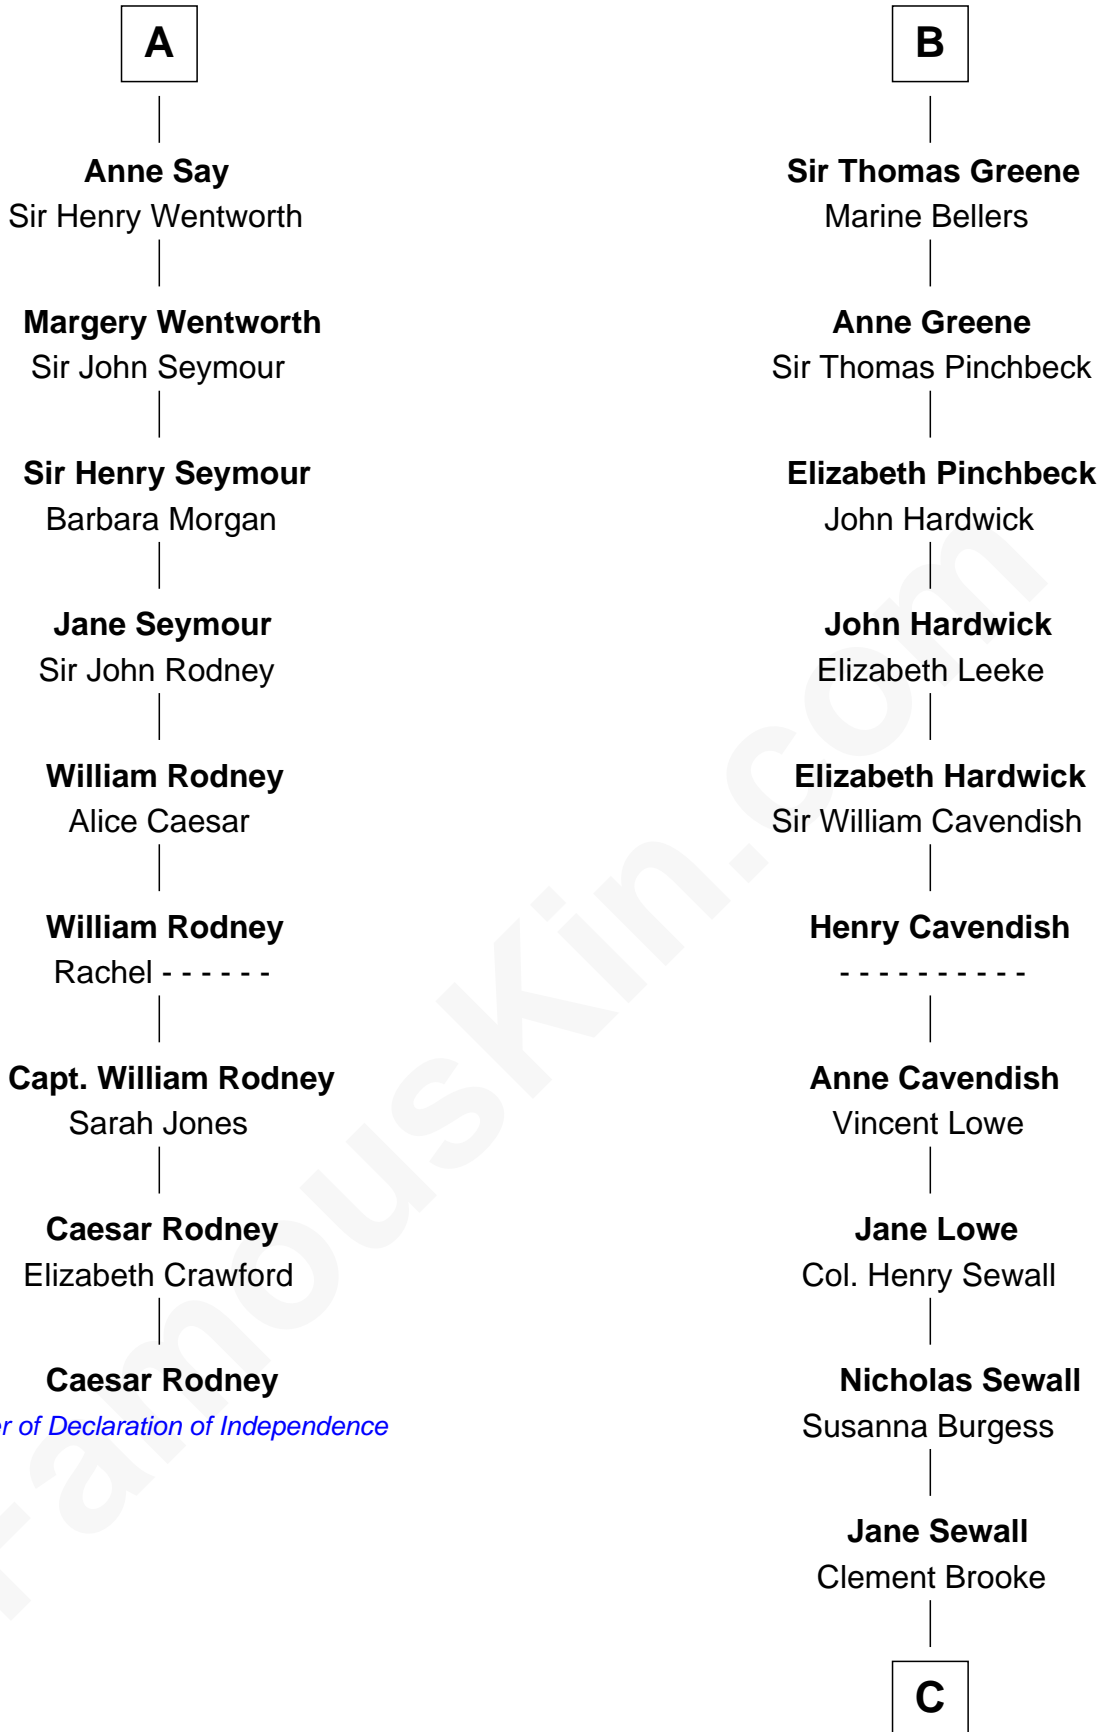 A
Anne Say
Sir Henry Wentworth
Margery Wentworth
Sir John Seymour
Sir Henry Seymour
Barbara Morgan
Jane Seymour
Sir John Rodney
William Rodney
Alice Caesar
William Rodney
Rachel - - - - - -
Capt. William Rodney
Sarah Jones
Caesar Rodney
Elizabeth Crawford
Caesar Rodney
of Declaration of Independence
B
Sir Thomas Greene
Marine Bellers
Anne Greene
Sir Thomas Pinchbeck
Elizabeth Pinchbeck
John Hardwick
John Hardwick
Elizabeth Leeke
Elizabeth Hardwick
Sir William Cavendish
Henry Cavendish
- - - - - - - - - -
Anne Cavendish
Vincent Lowe
Jane Lowe
Col. Henry Sewall
Nicholas Sewall
Susanna Burgess
Jane Sewall
Clement Brooke
C
FamousKin.com